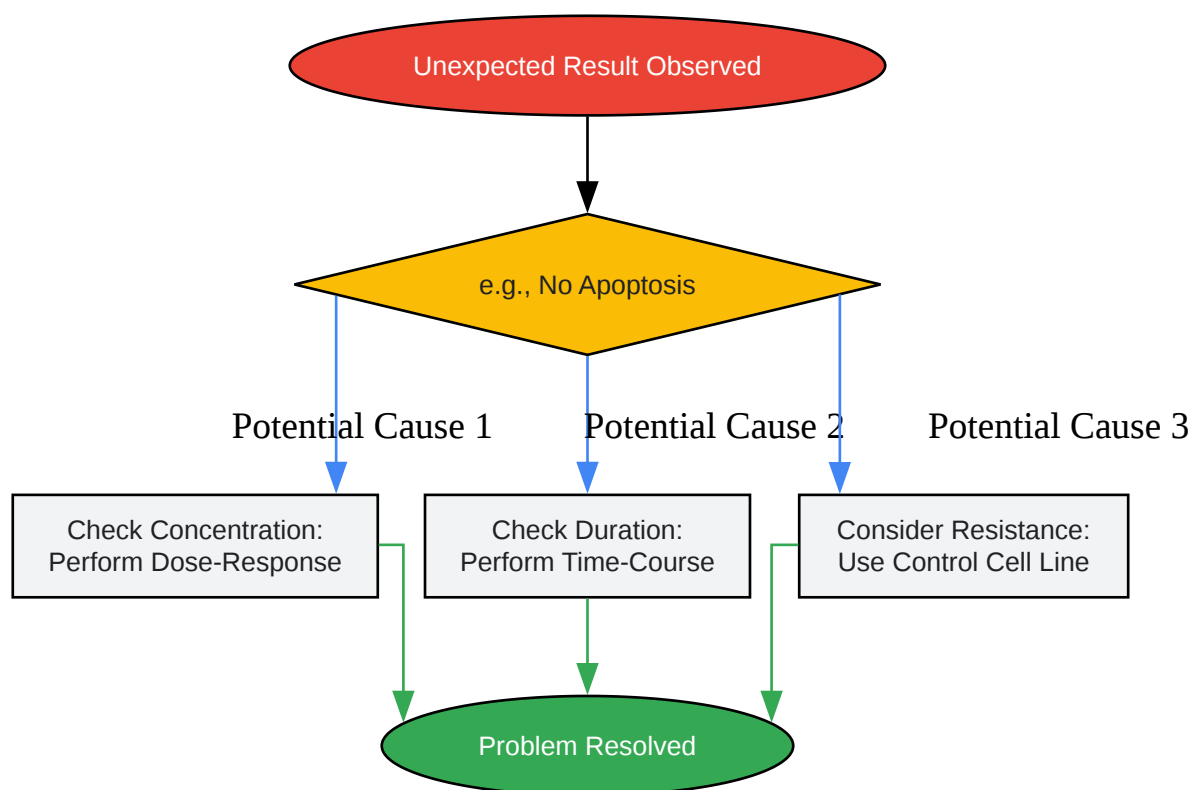 Unexpected Result Observed
e.g., No Apoptosis
Potential Cause 1
Potential Cause 2
Potential Cause 3
Check Concentration:
Perform Dose-Response
Check Duration:
Perform Time-Course
Consider Resistance:
Use Control Cell Line
Problem Resolved